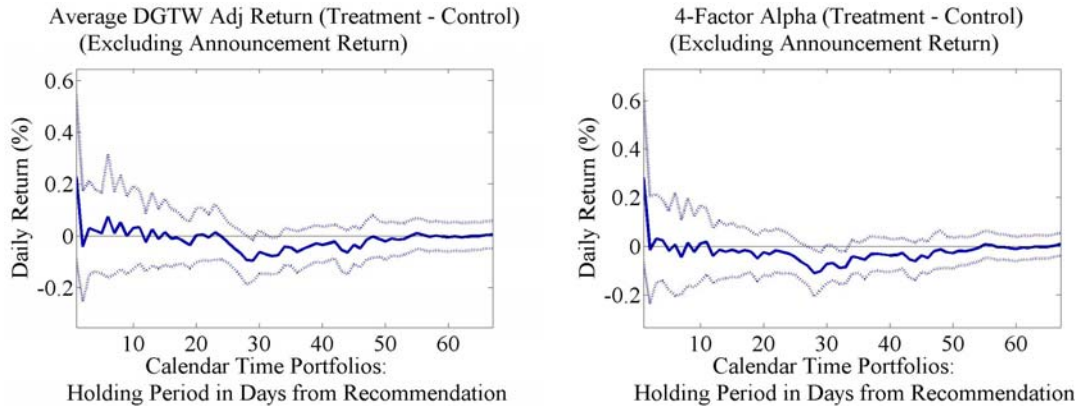 Average DGTW Adj Return (Treatment - Control)
(Excluding Announcement Return)
Daily Return (%)
0.6
0.4
0.2
0
-0.2
10 20 30 40 50 60
Calendar Time Portfolios:
Holding Period in Days from Recommendation
4-Factor Alpha (Treatment - Control)
(Excluding Announcement Return)
Daily Return (%)
0.6
0.4
0.2
0
-0.2
10 20 30 40 50 60
Calendar Time Portfolios:
Holding Period in Days from Recommendation